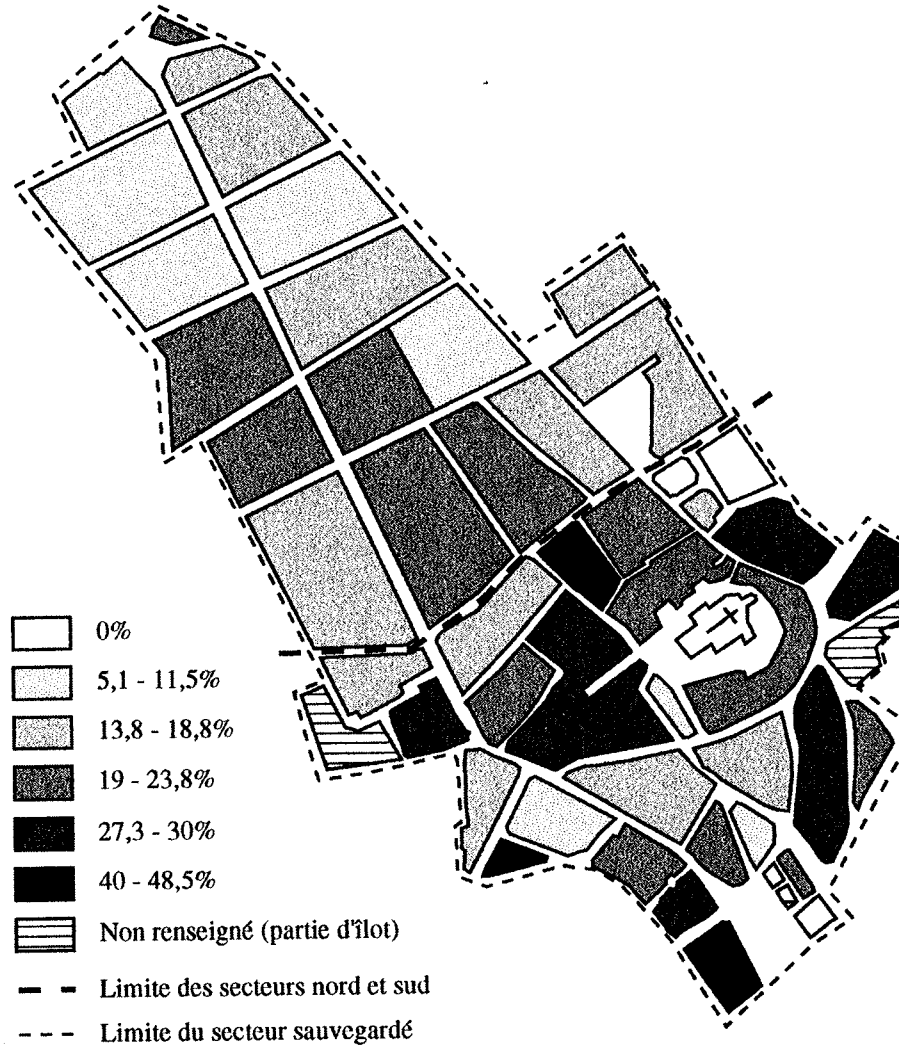 0%
5,1 - 11,5%
13,8 - 18,8%
19 - 23,8%
27,3 - 30%
40 - 48,5%
Non renseigné (partie d'îlot)
Limite des secteurs nord et sud
Limite du secteur sauvegardé